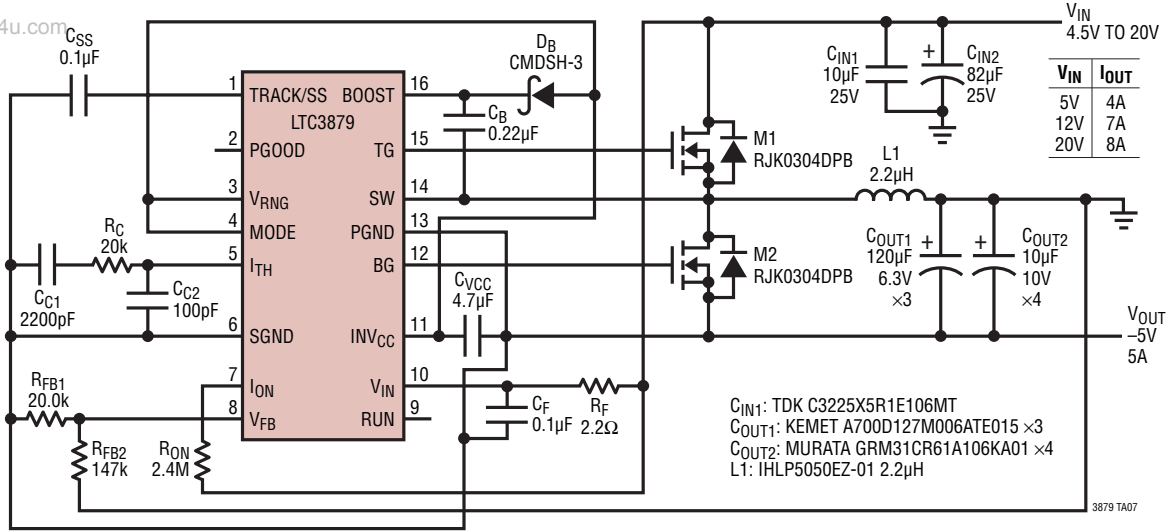 4u.com
CSS
0.1µF
DB
CMDSH-3
VIN
4.5V TO 20V
CIN1
10µF
25V
+
CIN2
82µF
25V
VIN IOUT
5V 4A
12V 7A
20V 8A
1
TRACK/SS
BOOST
16
LTC3879
CB
0.22µF
2
PGOOD
TG
15
M1
RJK0304DPB
3
VRNG
SW
14
L1
2.2µH
4
MODE
PGND
13
RC
20k
5
ITH
BG
12
M2
RJK0304DPB
COUT1
120µF
6.3V
×3
+
+
COUT2
10µF
10V
×4
CC1
2200pF
CC2
100pF
CVCC
4.7µF
6
SGND
INVCC
11
VOUT
–5V
5A
7
ION
VIN
10
RFB1
20.0k
8
VFB
RUN
9
CF
0.1µF
RF
2.2Ω
RFB2
147k
RON
2.4M
CIN1: TDK C3225X5R1E106MT
COUT1: KEMET A700D127M006ATE015 ×3
COUT2: MURATA GRM31CR61A106KA01 ×4
L1: IHLP5050EZ-01 2.2µH
3879 TA07